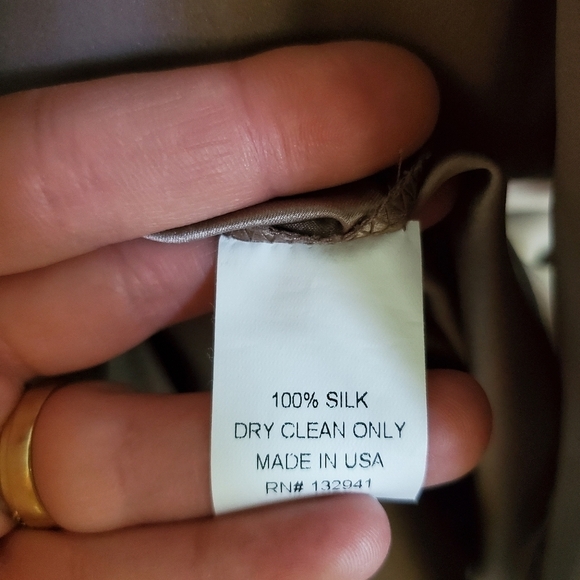 100% SILK
DRY CLEAN ONLY
MADE IN USA
RN# 132941